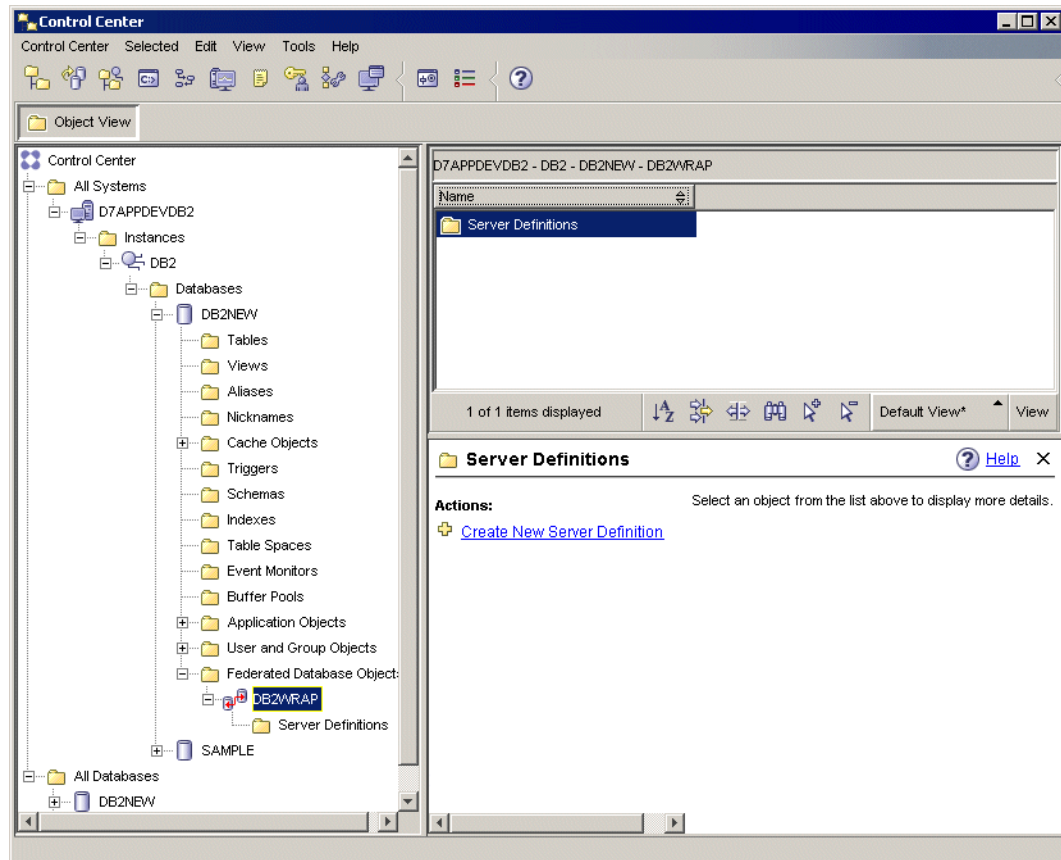 Control Center
Control Center Selected Edit View Tools Help
Object View
Control Center
All Systems
D7APPDEVDB2
Instances
DB2
Databases
DB2NEW
Tables
Views
Aliases
Nicknames
Cache Objects
Triggers
Schemas
Indexes
Table Spaces
Event Monitors
Buffer Pools
Application Objects
User and Group Objects
Federated Database Object
DB2WRAP
Server Definitions
SAMPLE
All Databases
DB2NEW
D7APPDEVDB2 - DB2 - DB2NEW - DB2WRAP
Name
Server Definitions
1 of 1 items displayed
Default View* View
Server Definitions
? Help X
Actions:
Create New Server Definition
Select an object from the list above to display more details.